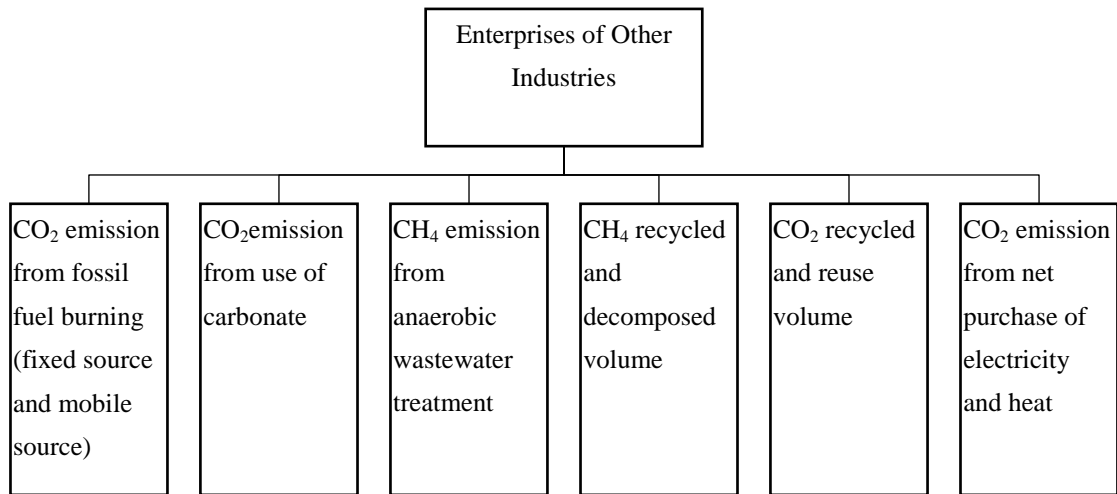 Enterprises of Other
Industries
CO₂ emission
from fossil
fuel burning
(fixed source
and mobile
source)
CO₂emission
from use of
carbonate
CH₄ emission
from
anaerobic
wastewater
treatment
CH₄ recycled
and
decomposed
volume
CO₂ recycled
and reuse
volume
CO₂ emission
from net
purchase of
electricity
and heat